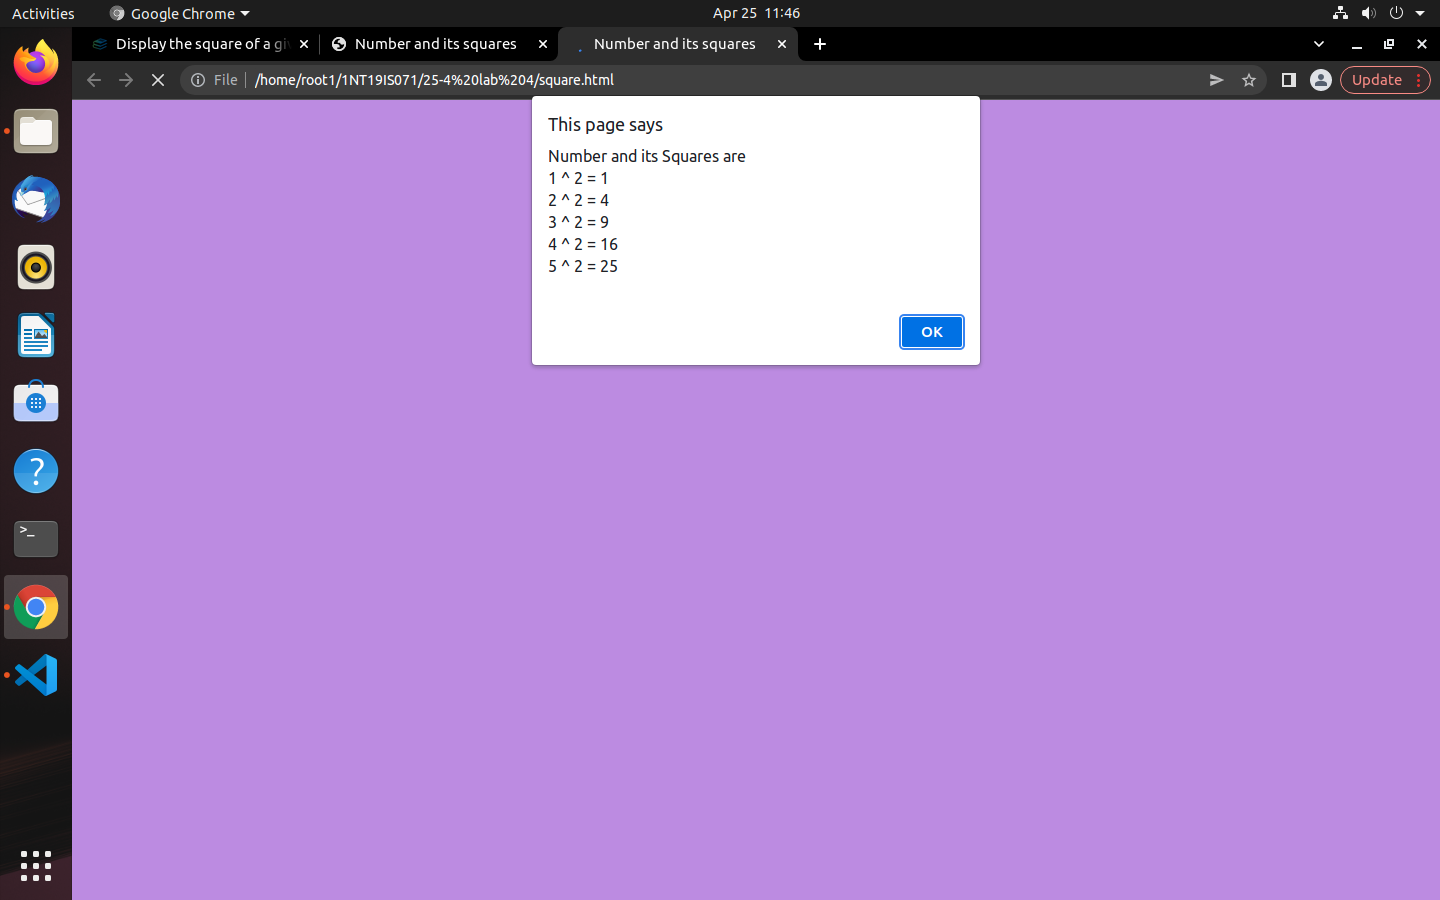 Activities
Google Chrome
Apr 25 11:46
Display the square of a gi
Number and its squares
Number and its squares
File
/home/root1/1NT19IS071/25-4%20lab%204/square.html
Update
This page says
Number and its Squares are
1 ^ 2 = 1
2 ^ 2 = 4
3 ^ 2 = 9
4 ^ 2 = 16
5 ^ 2 = 25
OK